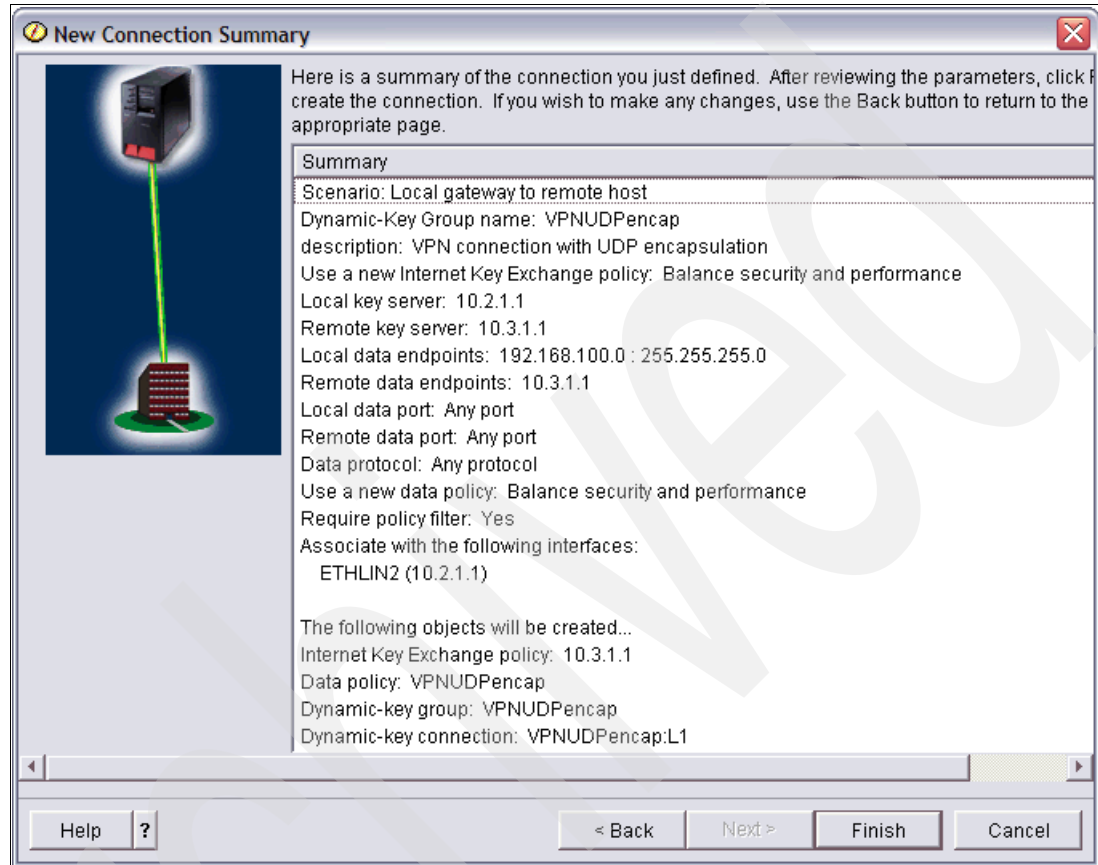 New Connection Summary
Here is a summary of the connection you just defined. After reviewing the parameters, click
create the connection. If you wish to make any changes, use the Back button to return to the
appropriate page.
Summary
Scenario: Local gateway to remote host
Dynamic-Key Group name: VPNUDPencap
description: VPN connection with UDP encapsulation
Use a new Internet Key Exchange policy: Balance security and performance
Local key server: 10.2.1.1
Remote key server: 10.3.1.1
Local data endpoints: 192.168.100.0 : 255.255.255.0
Remote data endpoints: 10.3.1.1
Local data port: Any port
Remote data port: Any port
Data protocol: Any protocol
Use a new data policy: Balance security and performance
Require policy filter: Yes
Associate with the following interfaces:
ETHLIN2 (10.2.1.1)
The following objects will be created...
Internet Key Exchange policy: 10.3.1.1
Data policy: VPNUDPencap
Dynamic-key group: VPNUDPencap
Dynamic-key connection: VPNUDPencap:L1
Help ? < Back Next > Finish Cancel